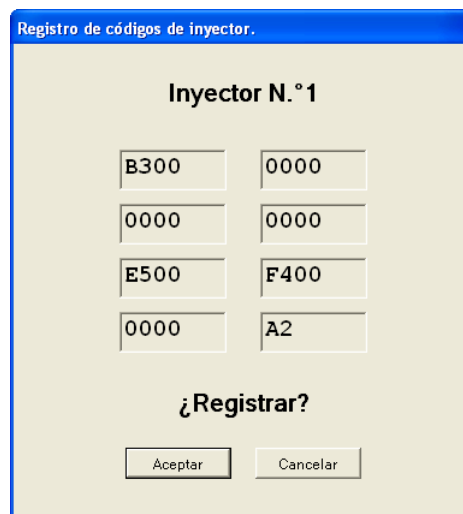 Registro de códigos de inyector.
Inyector N.°1
B300 0000
0000 0000
E500 F400
0000 A2
¿Registrar?
Aceptar Cancelar